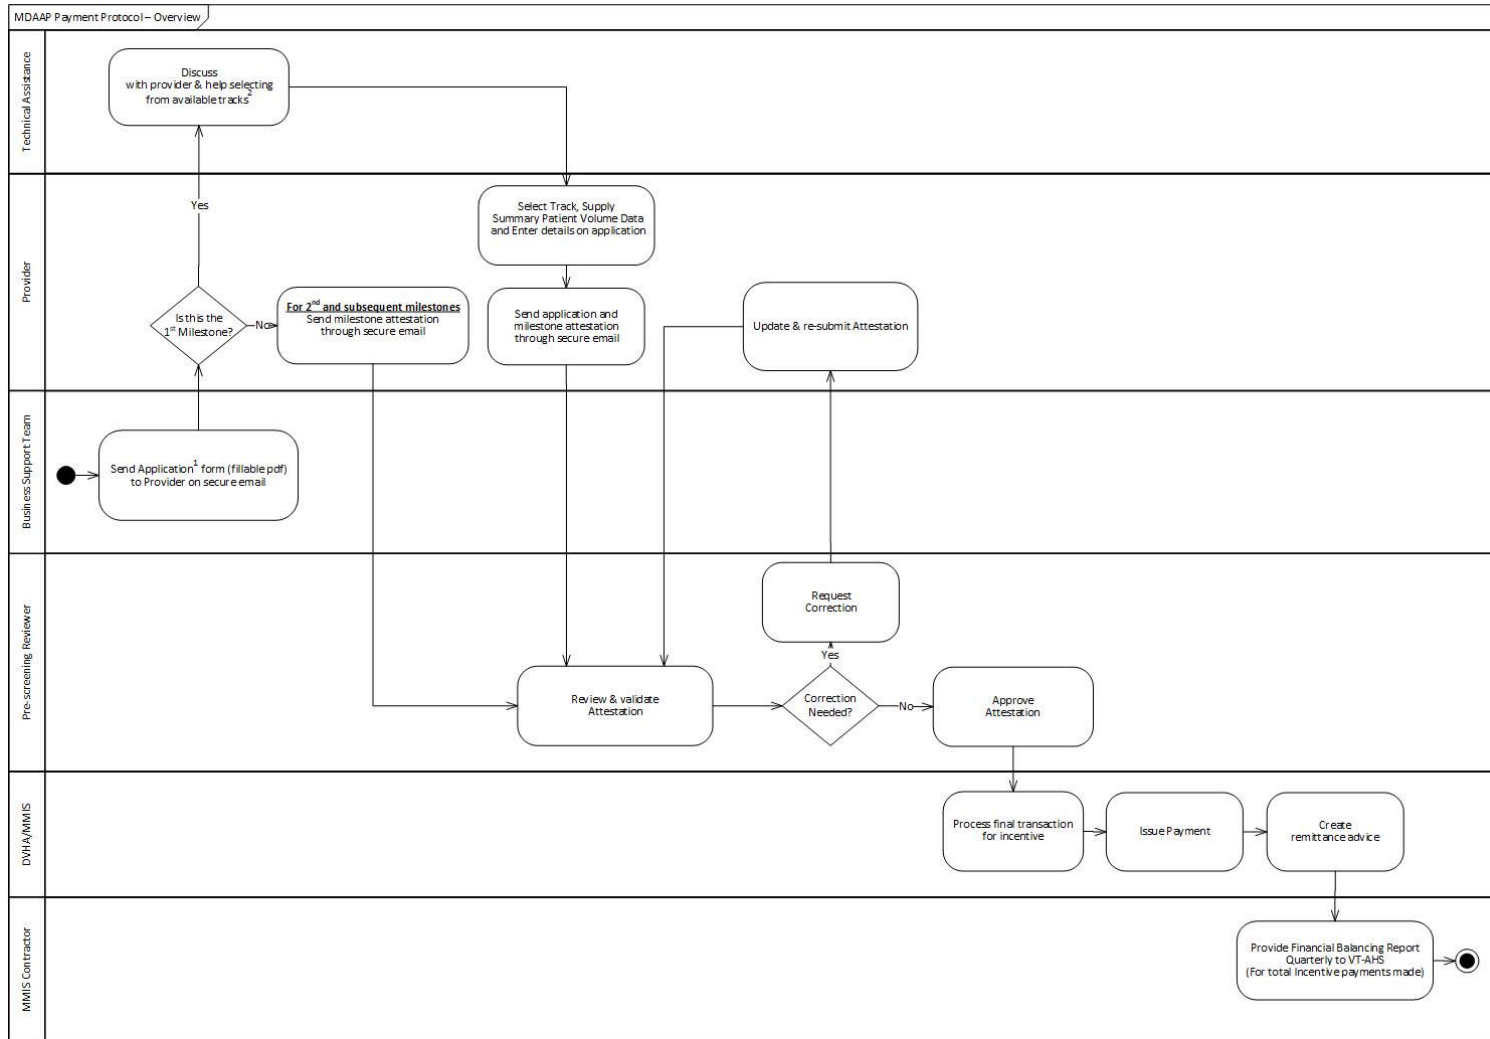 MDAAP Payment Protocol – Overview
Technical Assistance
Discuss
with provider & help selecting
from available tracks2
Provider
Yes
Is this the
1st Milestone?
No
For 2nd and subsequent milestones
Send milestone attestation
through secure email
Select Track, Supply
Summary Patient Volume Data
and Enter details on application
Send application and
milestone attestation
through secure email
Update & re-submit Attestation
Business Support Team
Send Application1 form (fillable pdf)
to Provider on secure email
Pre-screening Reviewer
Request
Correction
Yes
Review & validate
Attestation
Correction
Needed?
No
Approve
Attestation
DVHA/MMIS
Process final transaction
for incentive
Issue Payment
Create
remittance advice
MMIS Contractor
Provide Financial Balancing Report
Quarterly to VT-AHS
(For total Incentive payments made)